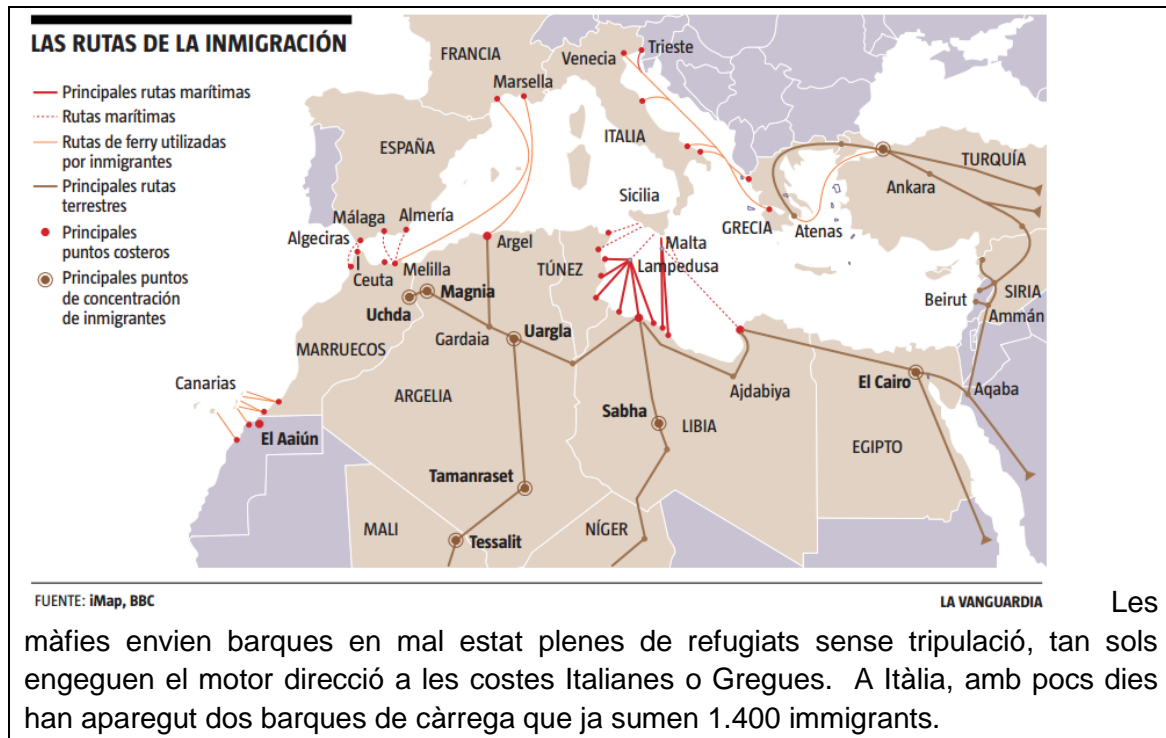 LAS RUTAS DE LA INMIGRACIÓN
Principales rutas marítimas
Rutas marítimas
Rutas de ferry utilizadas
por inmigrantes
Principales rutas
terrestres
Principales
puntos costeros
Principales puntos
de concentración
de inmigrantes
FRANCIA
Marsella
Venecia
Trieste
ESPAÑA
ITALIA
TURQUÍA
Ankara
Sicilia
Málaga
Almería
Algeciras
GRECIA
Atenas
Argel
Malta
Ceuta
Melilla
TÚNEZ
Lampedusa
Magnia
Beirut
SIRIA
Uchda
Ammán
Gardaia
Uargla
MARRUECOS
Canarias
ARGELIA
Ajdabiya
El Cairo
Aqaba
Sabha
LIBIA
El Aaiún
EGIPTO
Tamanraset
MALI
Tessalit
NÍGER
FUENTE: iMap, BBC
LA VANGUARDIA
Les
màfies envien barques en mal estat plenes de refugiats sense tripulació, tan sols
engeguen el motor direcció a les costes Italianes o Gregues. A Itàlia, amb pocs dies
han aparegut dos barques de càrrega que ja sumen 1.400 immigrants.